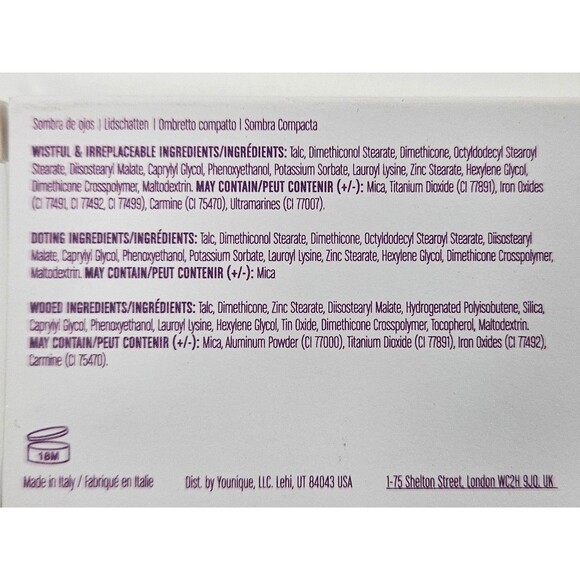 Sombra de ojos | Lidschatten | Ombretto compatto | Sombra Compacta
WISTFUL & IRREPLACEABLE INGREDIENTS/INGRÉDIENTS: Talc, Dimethiconol Stearate, Dimethicone, Octyldodecyl Stearoyl
Stearate, Diisostearyl Malate, Caprylyl Glycol, Phenoxyethanol, Potassium Sorbate, Lauroyl Lysine, Zinc Stearate, Hexylene Glycol,
Dimethicone Crosspolymer, Maltodextrin. MAY CONTAIN/PEUT CONTENIR (+/-): Mica, Titanium Dioxide (CI 77891), Iron Oxides
(CI 77491, CI 77492, CI 77499), Carmine (CI 75470), Ultramarines (CI 77007).
DOTING INGREDIENTS/INGRÉDIENTS: Talc, Dimethiconol Stearate, Dimethicone, Octyldodecyl Stearoyl Stearate, Diisostearyl
Malate, Caprylyl Glycol, Phenoxyethanol, Potassium Sorbate, Lauroyl Lysine, Zinc Stearate, Hexylene Glycol, Dimethicone Crosspolymer,
Maltodextrin. MAY CONTAIN/PEUT CONTENIR (+/-): Mica
WOOED INGREDIENTS/INGRÉDIENTS: Talc, Dimethicone, Zinc Stearate, Diisostearyl Malate, Hydrogenated Polyisobutene, Silica,
Caprylyl Glycol, Phenoxyethanol, Lauroyl Lysine, Hexylene Glycol, Tin Oxide, Dimethicone Crosspolymer, Tocopherol, Maltodextrin.
MAY CONTAIN/PEUT CONTENIR (+/-): Mica, Aluminum Powder (CI 77000), Titanium Dioxide (CI 77891), Iron Oxides (CI 77492),
Carmine (CI 75470).
18M
Made in Italy / Fabriqué en Italie
Dist. by Younique, LLC. Lehi, UT 84043 USA
1-75 Shelton Street, London WC2H 9JQ, UK